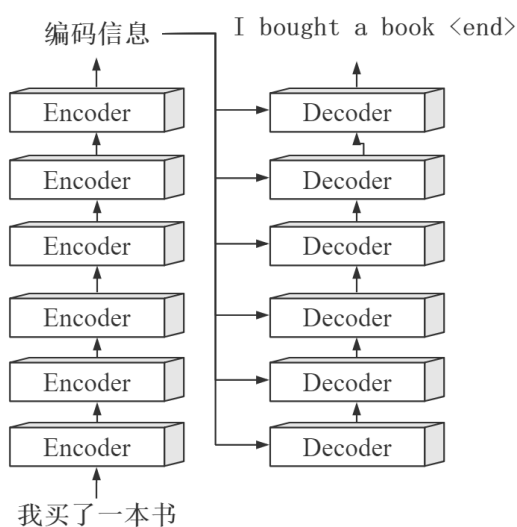 编码信息
I bought a book <end>
Encoder
Decoder
Encoder
Decoder
Encoder
Decoder
Encoder
Decoder
Encoder
Decoder
Encoder
Decoder
我买了一本书